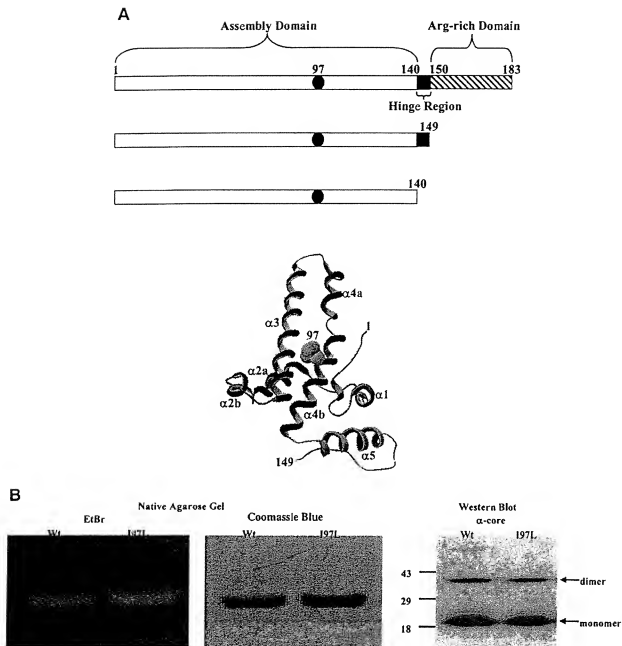 A
Assembly Domain
Arg-rich Domain
1 97 140 150 183
Hinge Region
149
140
α4a
α3
97
1
α2a
α2b
α4b
α1
α5
149
B
Native Agarose Gel
Western Blot
EtBr
Coomassie Blue
α-core
Wt I97L
Wt I97L
Wt I97L
43
dimer
29
monomer
18